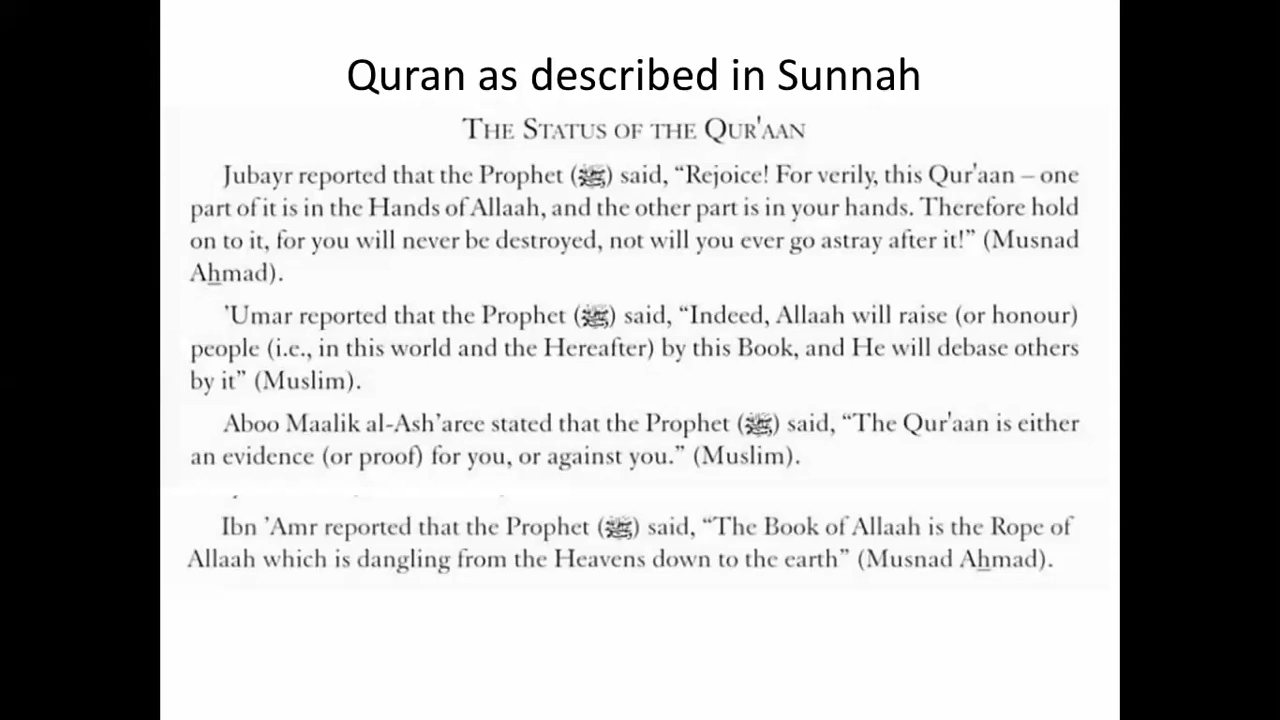 Quran as described in Sunnah
THE STATUS OF THE QUR'AAN
Jubayr reported that the Prophet (ﷺ) said, “Rejoice! For verily, this Qur'aan – one
part of it is in the Hands of Allaah, and the other part is in your hands. Therefore hold
on to it, for you will never be destroyed, not will you ever go astray after it!” (Musnad
Ahmad).
'Umar reported that the Prophet (ﷺ) said, “Indeed, Allaah will raise (or honour)
people (i.e., in this world and the Hereafter) by this Book, and He will debase others
by it” (Muslim).
Aboo Maalik al-Ash’aree stated that the Prophet (ﷺ) said, “The Qur'aan is either
an evidence (or proof) for you, or against you.” (Muslim).
Ibn ’Amr reported that the Prophet (ﷺ) said, “The Book of Allaah is the Rope of
Allaah which is dangling from the Heavens down to the earth” (Musnad Ahmad).